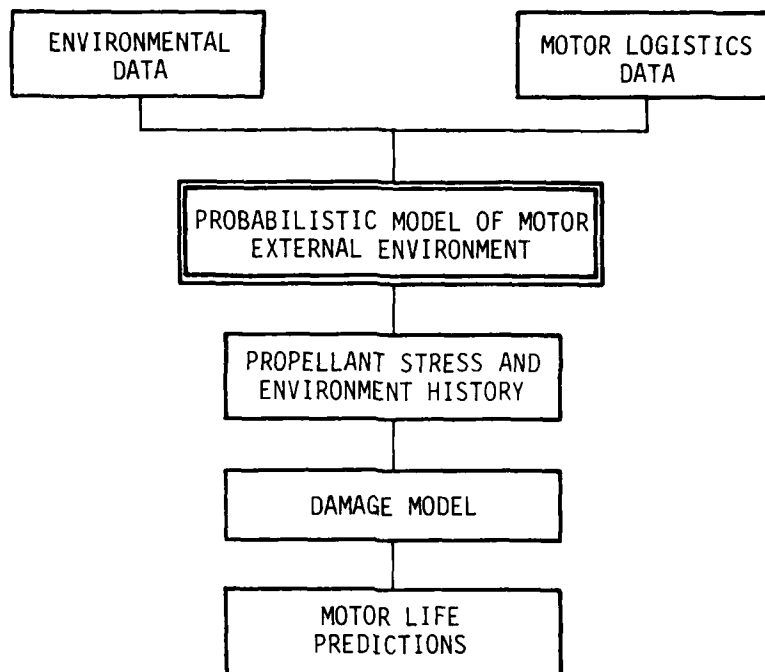 ENVIRONMENTAL
DATA
MOTOR LOGISTICS
DATA
PROBABILISTIC MODEL OF MOTOR
EXTERNAL ENVIRONMENT
PROPELLANT STRESS AND
ENVIRONMENT HISTORY
DAMAGE MODEL
MOTOR LIFE
PREDICTIONS